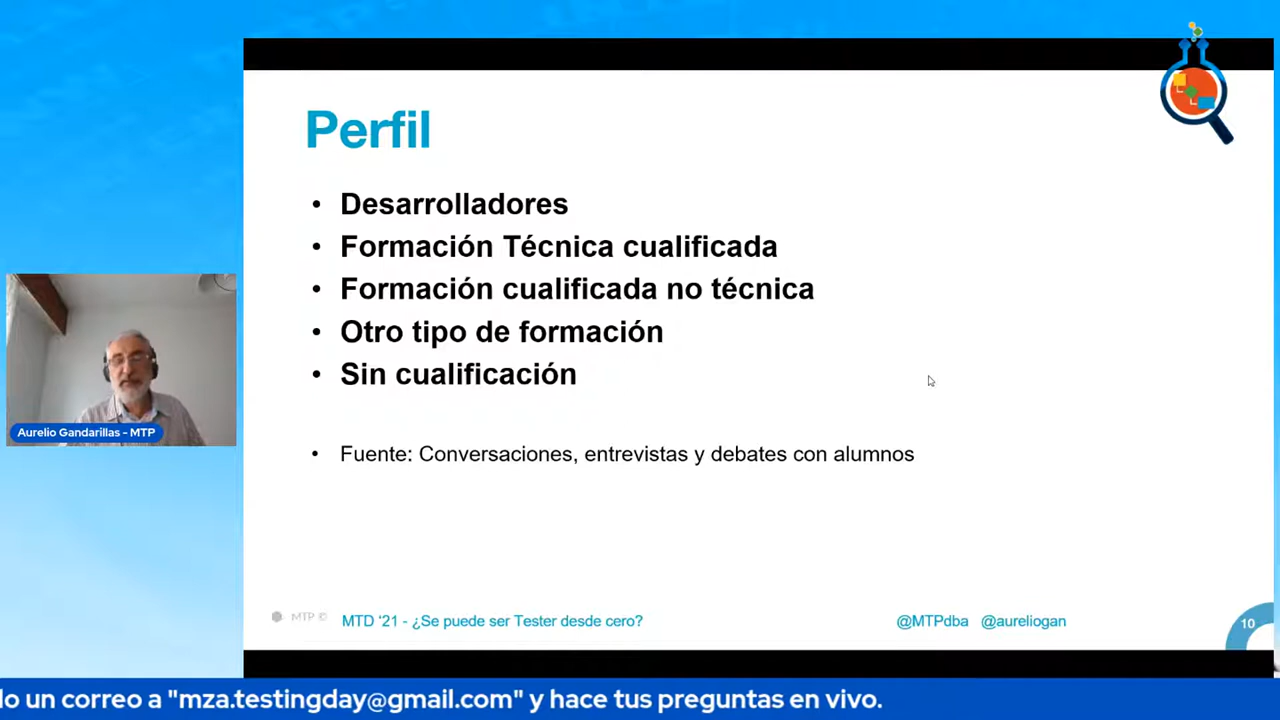 Perfil
• Desarrolladores
• Formación Técnica cualificada
• Formación cualificada no técnica
• Otro tipo de formación
• Sin cualificación
• Fuente: Conversaciones, entrevistas y debates con alumnos
Aurelio Gandarillas - MTP
MTP ©
MTD ‘21 - ¿Se puede ser Tester desde cero?
@MTPdba @aureliogan
10
do un correo a "mza.testingday@gmail.com" y hace tus preguntas en vivo.